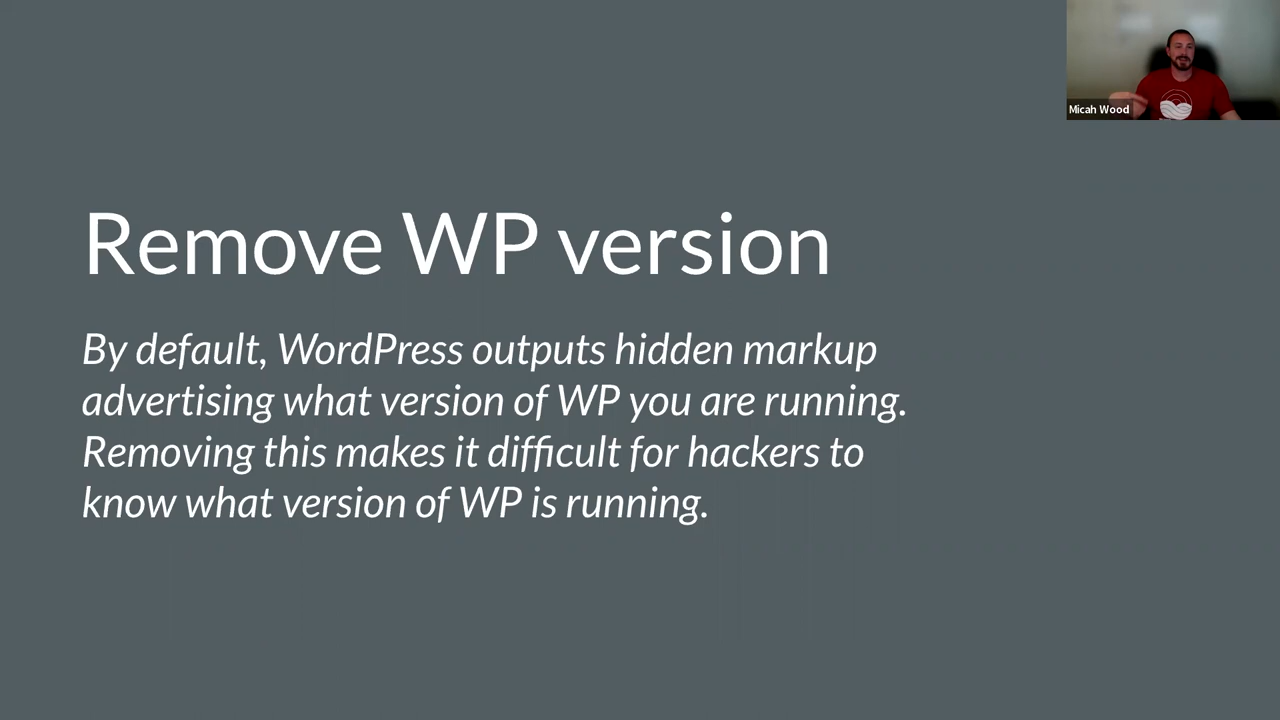 Micah Wood
Remove WP version
By default, WordPress outputs hidden markup
advertising what version of WP you are running.
Removing this makes it difficult for hackers to
know what version of WP is running.